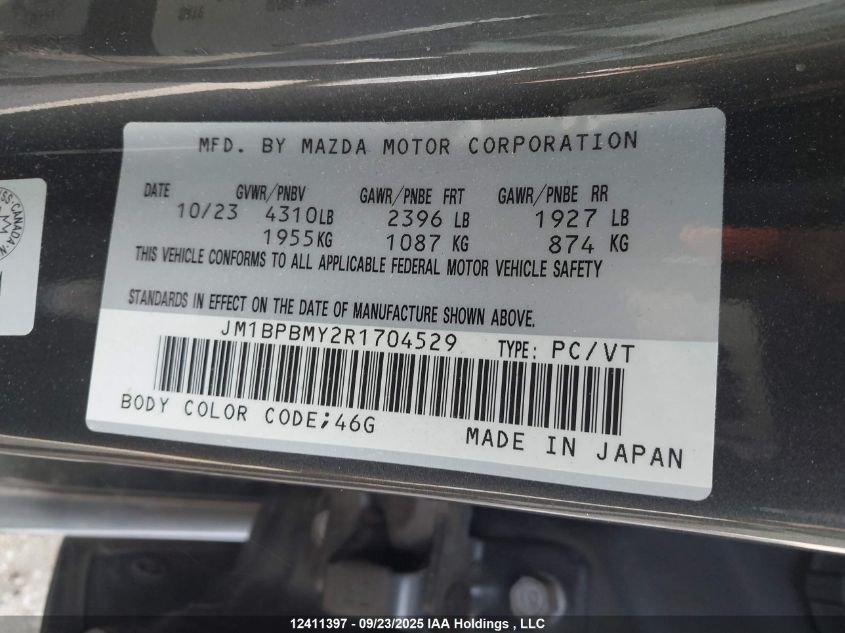 MFD. BY MAZDA MOTOR CORPORATION
DATE GVWR/PNBV GAWR/PNBE FRT GAWR/PNBE RR
10/23 4310LB 2396 LB 1927 LB
1955KG 1087 KG 874 KG
THIS VEHICLE CONFORMS TO ALL APPLICABLE FEDERAL MOTOR VEHICLE SAFETY
STANDARDS IN EFFECT ON THE DATE OF MANUFACTURE SHOWN ABOVE.
JM1BPBMY2R1704529 TYPE: PC/VT
BODY COLOR CODE;46G
MADE IN JAPAN
CANADA
12411397 - 09/23/2025 IAA Holdings , LLC